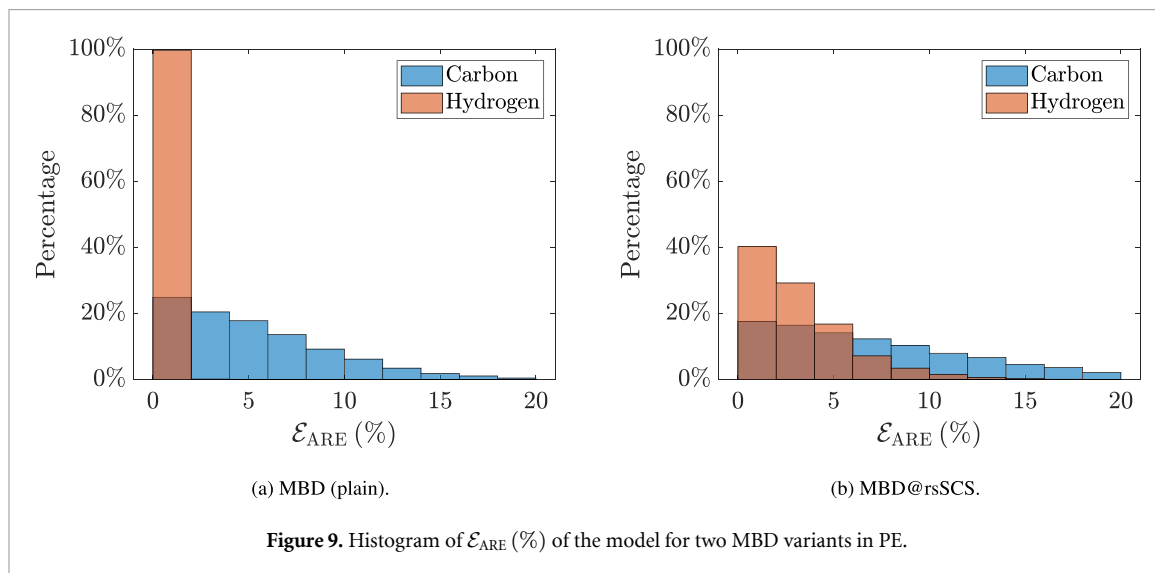 100%
80%
60%
40%
20%
0%
Percentage
Carbon
Hydrogen
0 5 10 15 20
ℰ_ARE (%)
(a) MBD (plain).
100%
80%
60%
40%
20%
0%
Percentage
Carbon
Hydrogen
0 5 10 15 20
ℰ_ARE (%)
(b) MBD@rsSCS.
Figure 9. Histogram of ℰ_ARE (%) of the model for two MBD variants in PE.